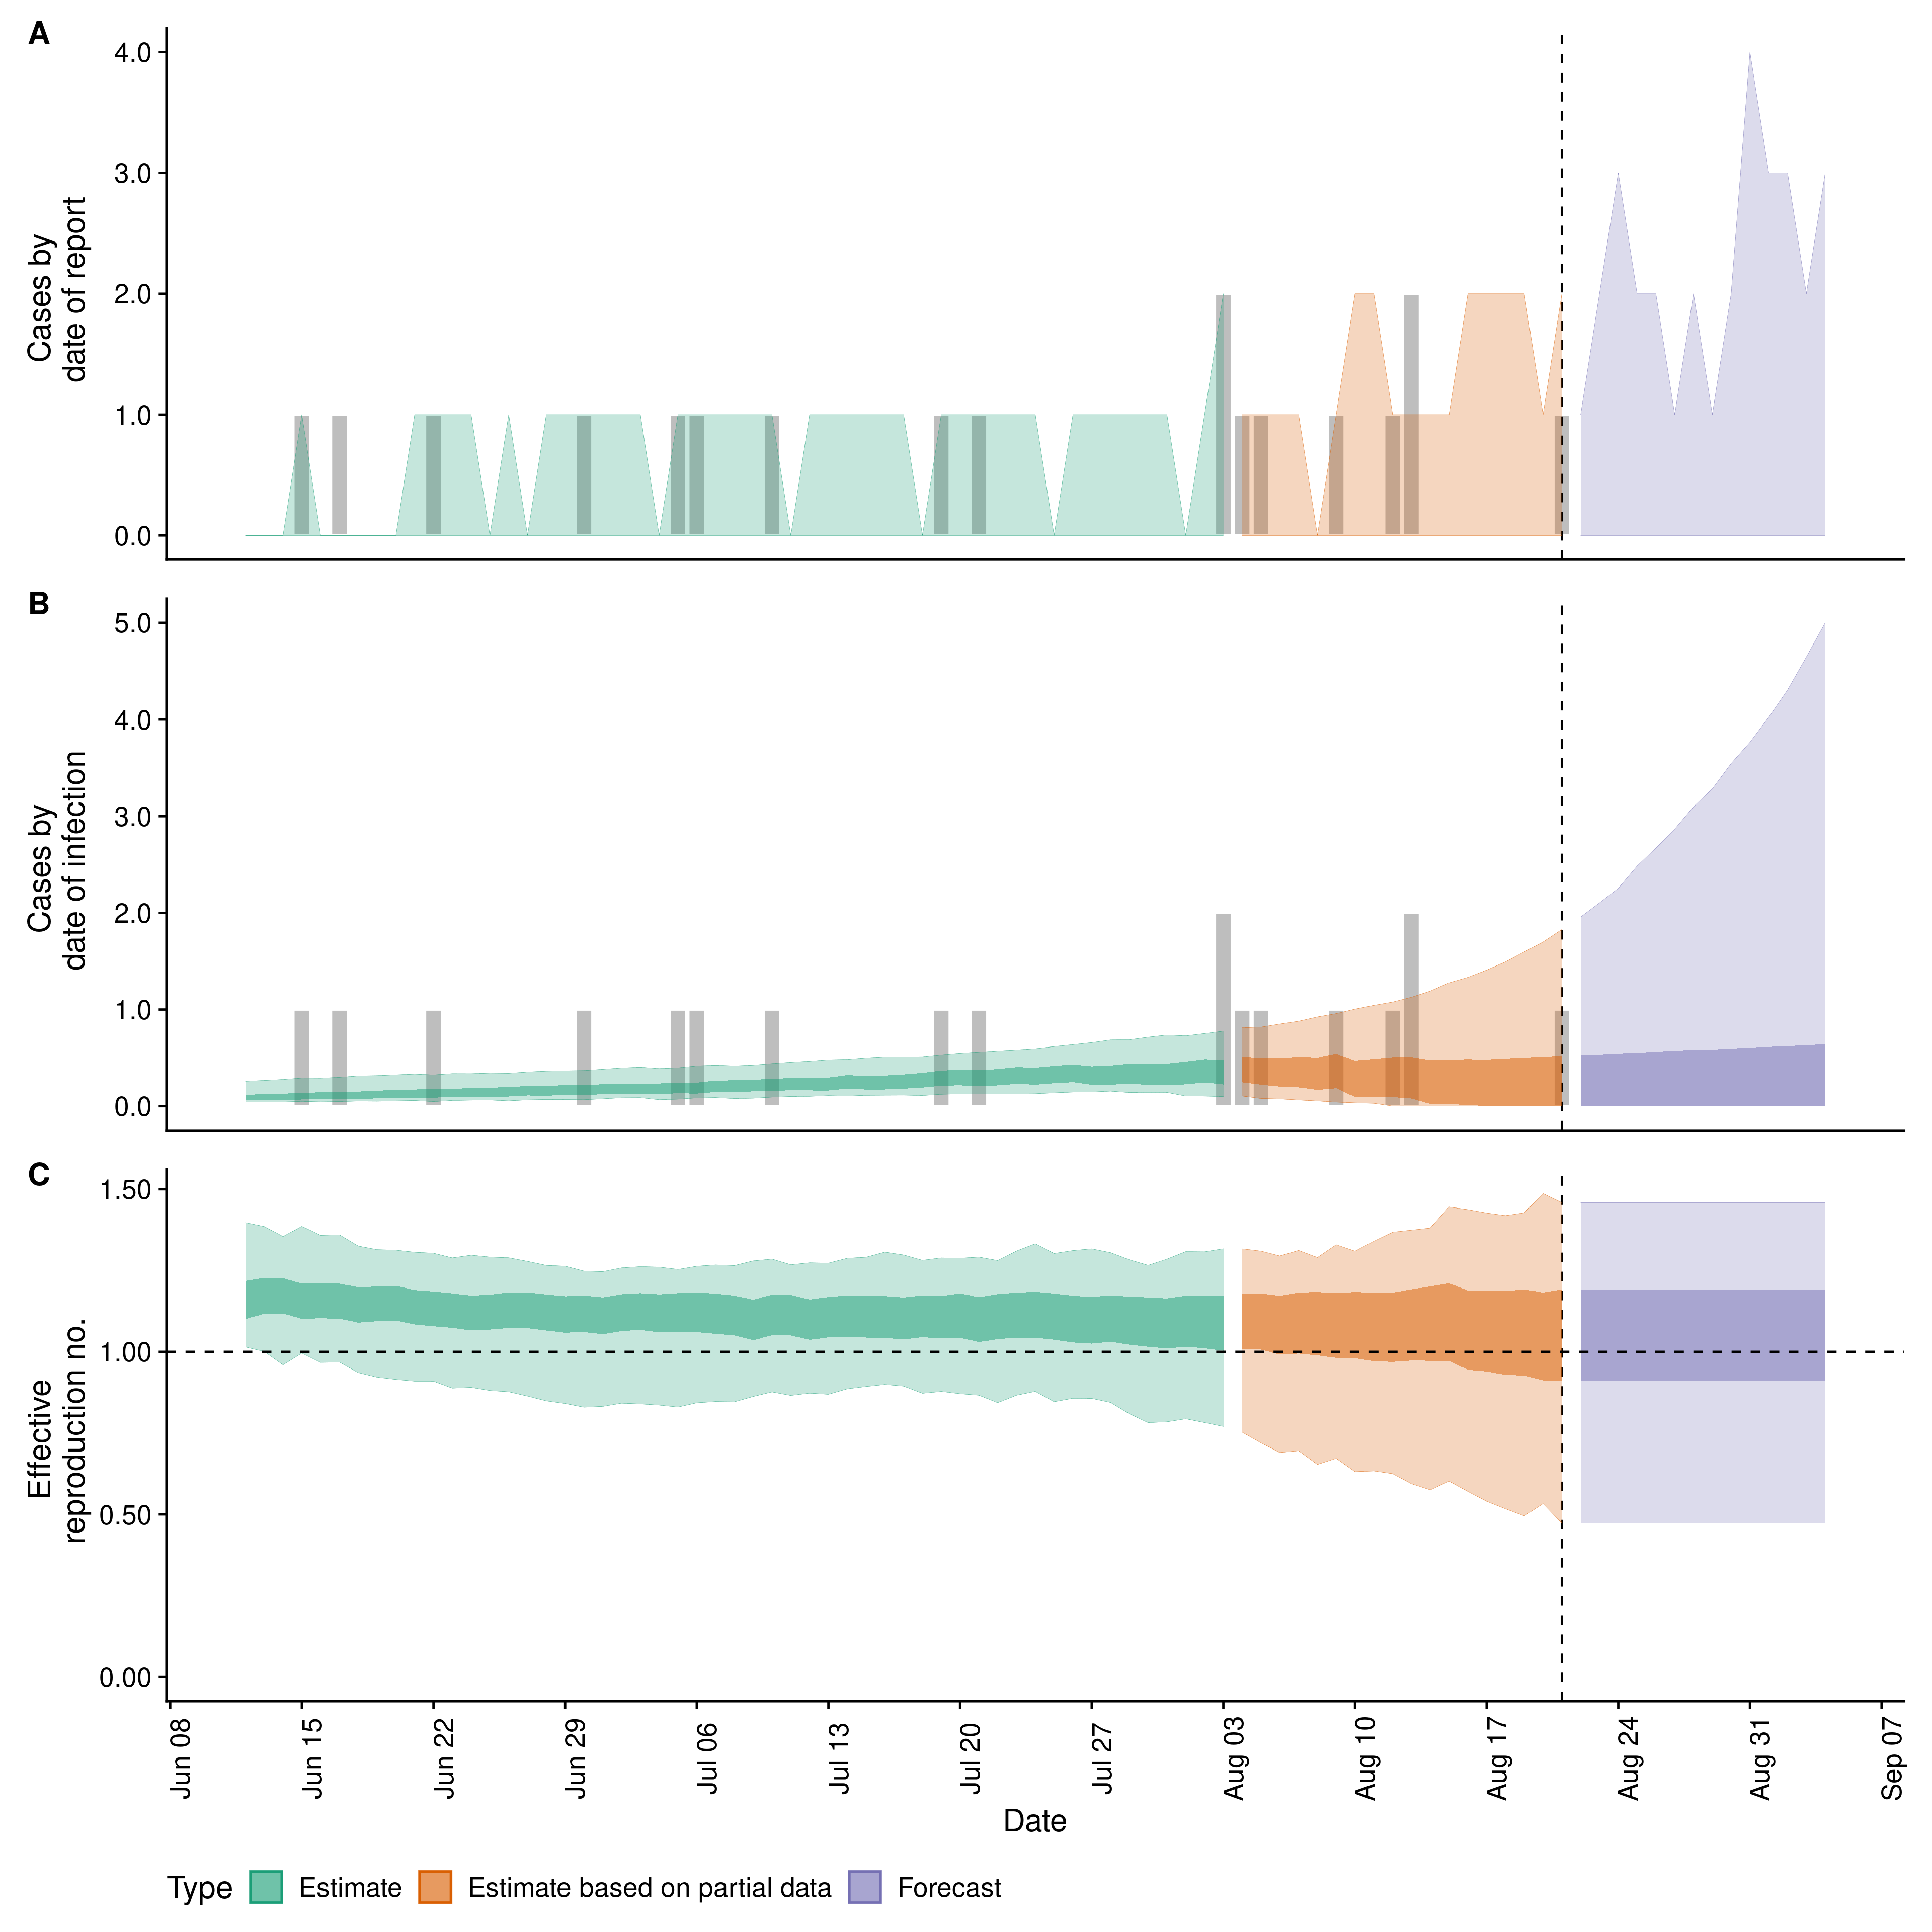 A
4.0
3.0
2.0
1.0
0.0
Cases by
date of report
B
5.0
4.0
3.0
2.0
1.0
0.0
Cases by
date of infection
C
1.50
1.00
0.50
0.00
Effective
reproduction no.
Jun 08
Jun 15
Jun 22
Jun 29
Jul 06
Jul 13
Jul 20
Jul 27
Aug 03
Aug 10
Aug 17
Aug 24
Aug 31
Sep 07
Date
Type Estimate Estimate based on partial data Forecast